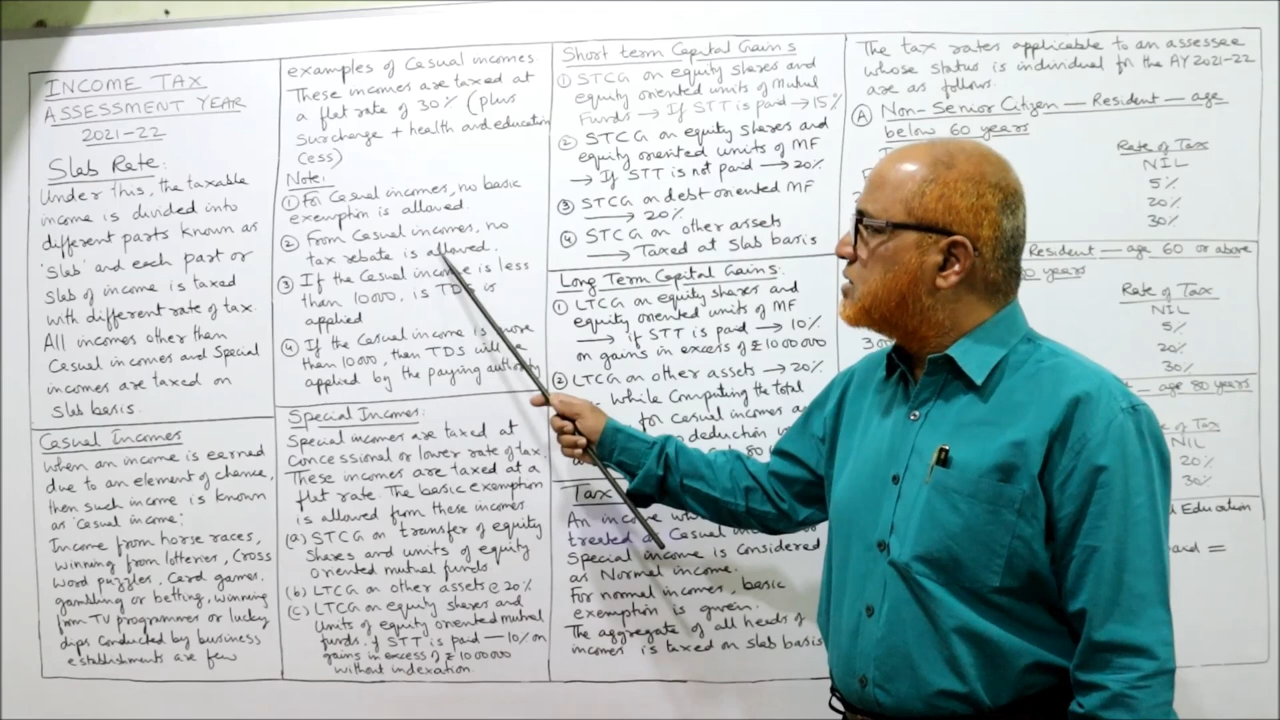 INCOME TAX
ASSESSMENT YEAR
2021-22
Slab Rate:
Under this, the taxable
income is divided into
different parts known as
'slab' and each part or
slab of income is taxed
with different rate of tax.
All incomes other than
Casual incomes and Special
incomes are taxed on
slab basis.
Casual Incomes
When an income is earned
due to an element of chance,
then such income is known
as 'Casual income'.
Income from horse races,
winning from lotteries, Cross
word puzzles, Card games,
gambling or betting, winning
from TV programmes or lucky
dips conducted by business
establishments are few
examples of Casual incomes
These incomes are taxed at
a flat rate of 30% (plus
surcharge + health and education
cess)
Note:
① For Casual incomes, no basic
exemption is allowed.
② From Casual incomes, no
tax rebate is allowed.
③ If the Casual income is less
than 10000, is TDS is
applied
④ If the Casual income is more
than 10000, then TDS will be
applied by the paying authority
Special Incomes:
Special incomes are taxed at
concessional or lower rate of tax.
These incomes are taxed at a
flat rate. The basic exemption
is allowed from these incomes
(a) STCG on transfer of equity
shares and units of equity
oriented mutual funds.
(b) LTCG on other assets @ 20%
(c) LTCG on equity shares and
units of equity oriented mutual
funds, if STT is paid — 10% on
gains in excess of ₹ 1000000
without indexation.
Short term Capital Gains
① STCG on equity shares and
equity oriented units of Mutual
Funds → If STT is paid → 15%
② STCG on equity shares and
equity oriented units of MF
→ If STT is not paid → 20%
③ STCG on debt oriented MF
→ 20%
④ STCG on other assets
→ Taxed at slab basis
Long Term Capital Gains:
① LTCG on equity shares and
equity oriented units of MF
→ if STT is paid → 10%
on gains in excess of ₹ 1000000
② LTCG on other assets → 20%
- While computing the total
for casual incomes a
deduction u
80
Tax
An income wh
treated as Casual inco
Special income is considered
as Normal income.
For normal incomes, basic
exemption is given.
The aggregate of all heads of
incomes is taxed on slab basis
The tax rates applicable to an assessee
whose status is individual for the AY 2021-22
are as follows.
Ⓐ Non-Senior Citizen — Resident — age
below 60 years
Rate of Tax
NIL
5%
20%
30%
Resident — age 60 or above
0 years
Rate of Tax
NIL
5%
20%
30%
— age 80 years
of Tax
NIL
20%
30%
Education
=